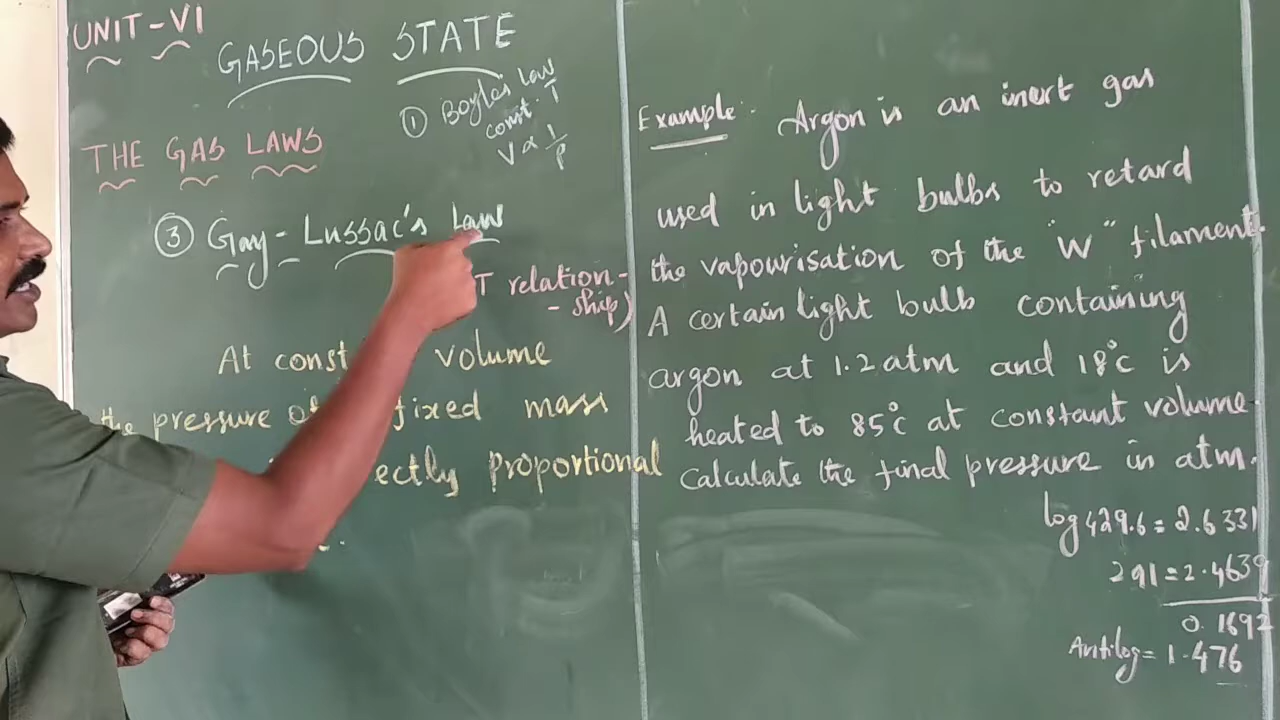 UNIT-VI
GASEOUS STATE
① Boyles Law
const. T
V ∝ 1/P
THE GAS LAWS
③ Gay-Lussac's Law
T relation-
- ship)
At const volume
the pressure of fixed mass
ectly proportional
Example:- Argon is an inert gas
used in light bulbs to retard
the vapourisation of the "W" filament.
A certain light bulb containing
argon at 1.2 atm and 18°c is
heated to 85°c at constant volume
Calculate the final pressure in atm.
log 429.6 = 2.6331
291 = 2.4639
0.1692
Antilog = 1.476